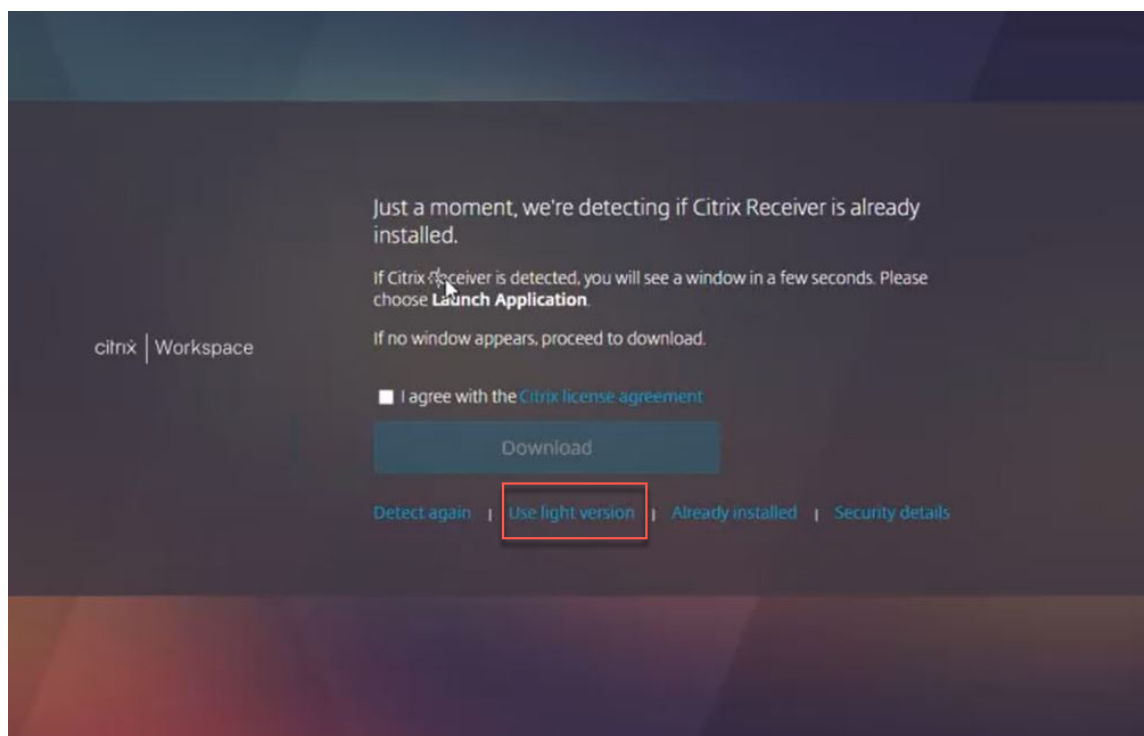 Just a moment, we're detecting if Citrix Receiver is already
installed.
If Citrix Receiver is detected, you will see a window in a few seconds. Please
choose Launch Application.
If no window appears, proceed to download.
citrix | Workspace
I agree with the Citrix license agreement
Download
Detect again | Use light version | Already installed | Security details